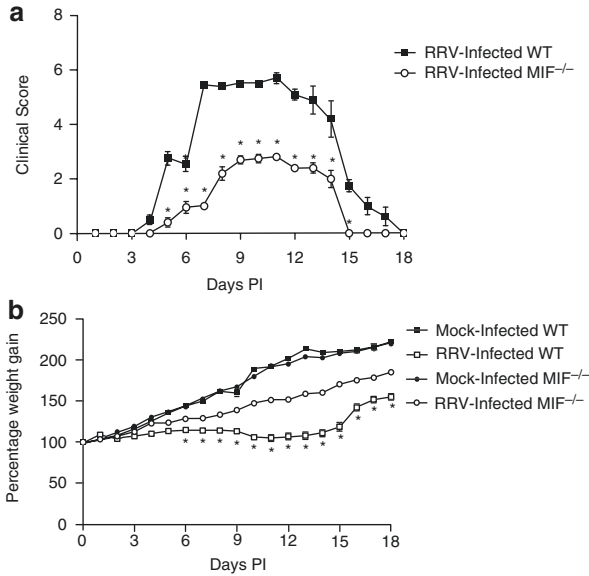 a
8
6
4
2
0
Clinical Score
0 3 6 9 12 15 18
Days PI
RRV-Infected WT
RRV-Infected MIF−/−
* * * * * * * * * * *
b
250
200
150
100
50
0
Percentage weight gain
0 3 6 9 12 15 18
Days PI
Mock-Infected WT
RRV-Infected WT
Mock-Infected MIF−/−
RRV-Infected MIF−/−
* * * * * * * * * * * * *